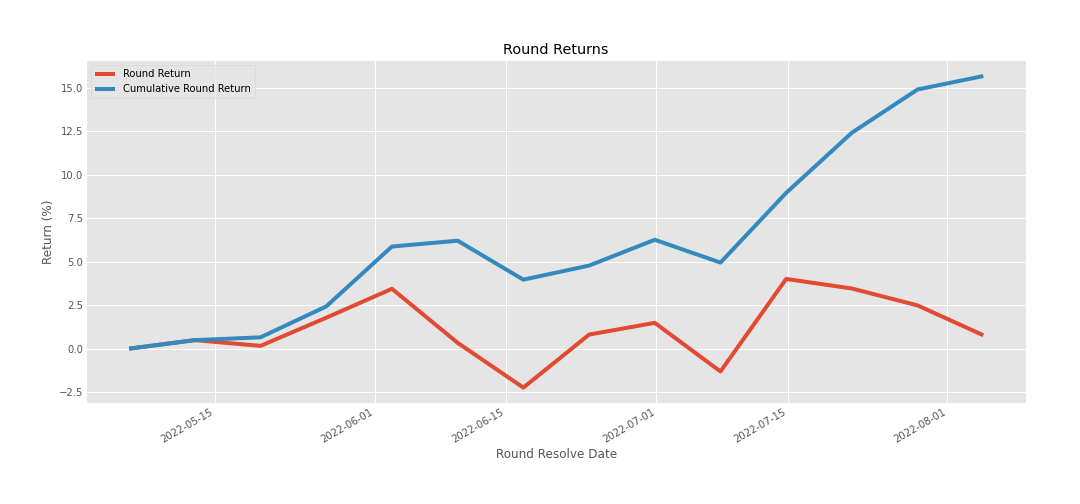 Round Returns
Round Return
Cumulative Round Return
Return (%)
15.0
12.5
10.0
7.5
5.0
2.5
0.0
−2.5
2022-05-15
2022-06-01
2022-06-15
2022-07-01
2022-07-15
2022-08-01
Round Resolve Date